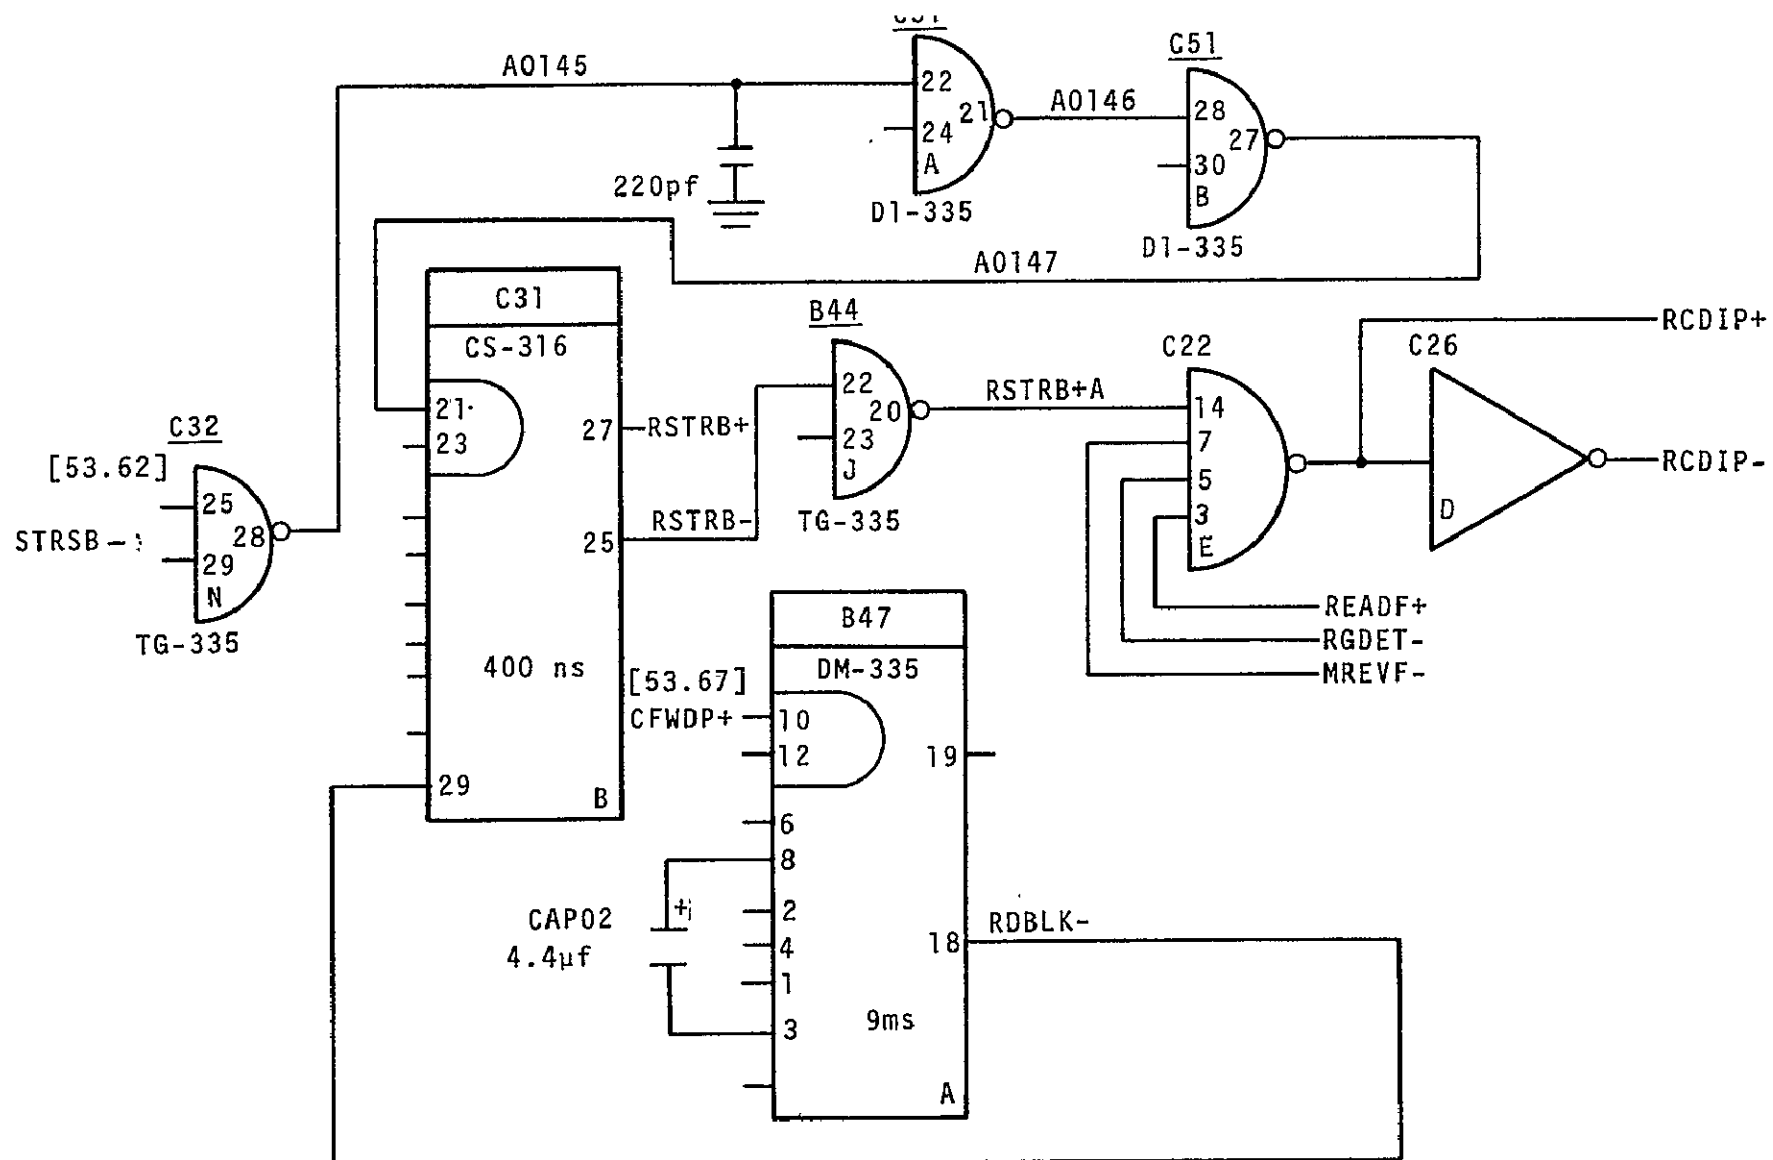 A0145
22
24
A
21
D1-335
A0146
C51
28
30
B
27
D1-335
220pf
A0147
C31
CS-316
21
23
27
RSTRB+
25
RSTRB-
400 ns
29
B
C32
[53.62]
25
STRSB-
29
N
28
TG-335
B44
22
23
J
20
TG-335
RSTRB+A
C22
14
7
5
3
E
C26
D
RCDIP+
RCDIP-
READF+
RGDET-
MREVF-
B47
DM-335
[53.67]
CFWDP+
10
12
19
6
8
2
4
1
3
18
RDBLK-
9ms
A
CAP02
+
4.4μf